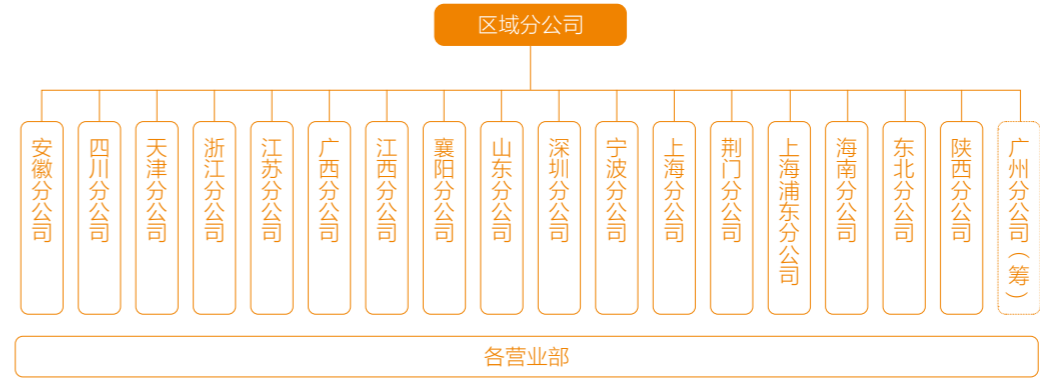 区域分公司
安徽分公司
四川分公司
天津分公司
浙江分公司
江苏分公司
广西分公司
江西分公司
襄阳分公司
山东分公司
深圳分公司
宁波分公司
上海分公司
荆门分公司
上海浦东分公司
海南分公司
东北分公司
陕西分公司
广州分公司（筹）
各营业部